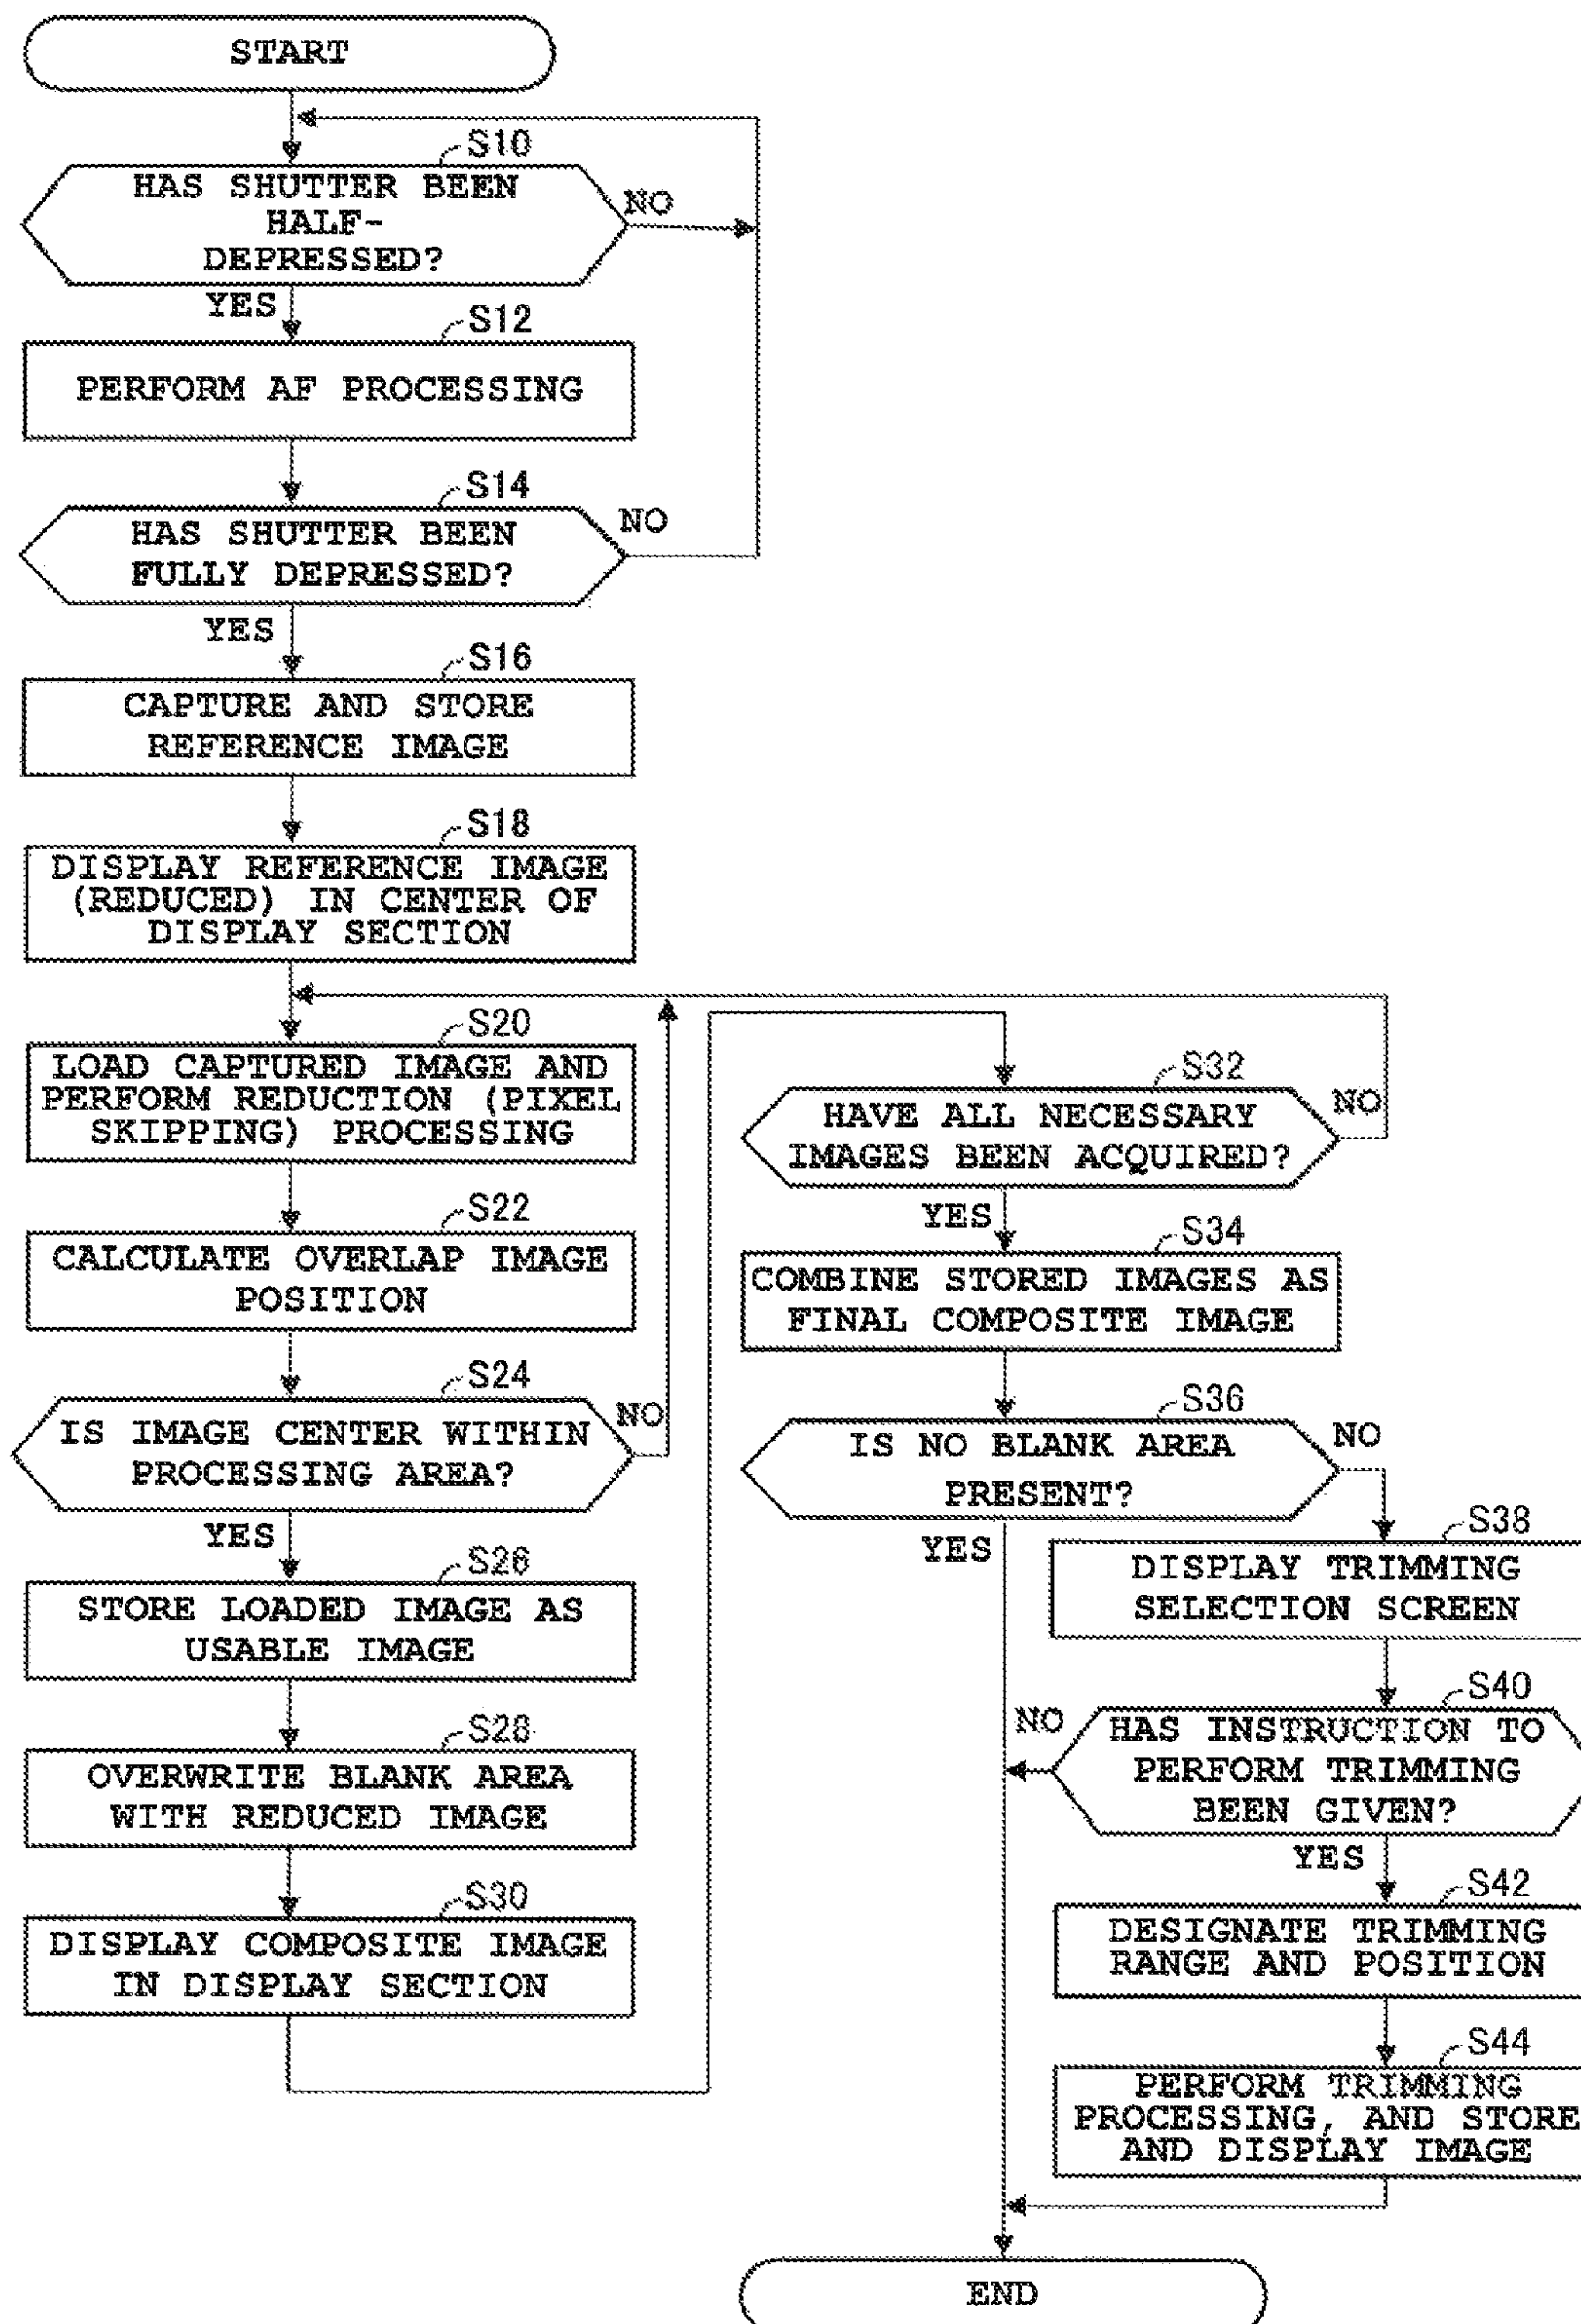 START
S10
HAS SHUTTER BEEN
HALF-
DEPRESSED?
NO
YES
S12
PERFORM AF PROCESSING
S14
HAS SHUTTER BEEN
FULLY DEPRESSED?
NO
YES
S16
CAPTURE AND STORE
REFERENCE IMAGE
S18
DISPLAY REFERENCE IMAGE
(REDUCED) IN CENTER OF
DISPLAY SECTION
S20
LOAD CAPTURED IMAGE AND
PERFORM REDUCTION (PIXEL
SKIPPING) PROCESSING
S22
CALCULATE OVERLAP IMAGE
POSITION
S24
IS IMAGE CENTER WITHIN
PROCESSING AREA?
NO
YES
S26
STORE LOADED IMAGE AS
USABLE IMAGE
S28
OVERWRITE BLANK AREA
WITH REDUCED IMAGE
S30
DISPLAY COMPOSITE IMAGE
IN DISPLAY SECTION
S32
HAVE ALL NECESSARY
IMAGES BEEN ACQUIRED?
NO
YES
S34
COMBINE STORED IMAGES AS
FINAL COMPOSITE IMAGE
S36
IS NO BLANK AREA
PRESENT?
NO
YES
S38
DISPLAY TRIMMING
SELECTION SCREEN
S40
HAS INSTRUCTION TO
PERFORM TRIMMING
BEEN GIVEN?
NO
YES
S42
DESIGNATE TRIMMING
RANGE AND POSITION
S44
PERFORM TRIMMING
PROCESSING, AND STORE
AND DISPLAY IMAGE
END